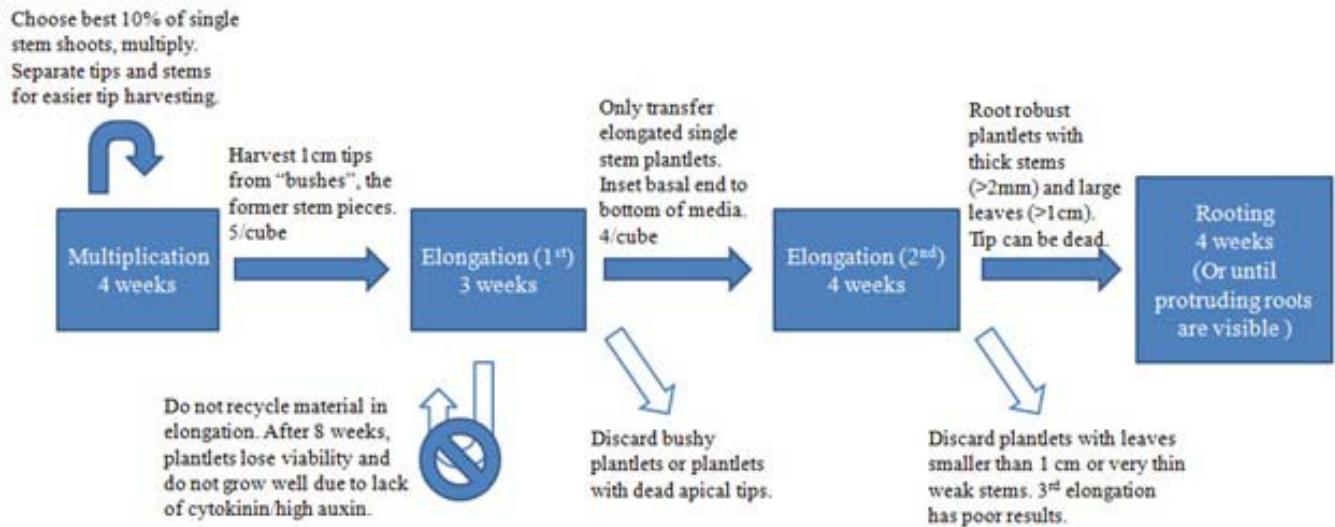 Choose best 10% of single
stem shoots, multiply.
Separate tips and stems
for easier tip harvesting.
Multiplication
4 weeks
Harvest 1cm tips
from “bushes”, the
former stem pieces.
5/cube
Elongation (1st)
3 weeks
Only transfer
elongated single
stem plantlets.
Inset basal end to
bottom of media.
4/cube
Elongation (2nd)
4 weeks
Root robust
plantlets with
thick stems
(>2mm) and large
leaves (>1cm).
Tip can be dead.
Rooting
4 weeks
(Or until
protruding roots
are visible )
Do not recycle material in
elongation. After 8 weeks,
plantlets lose viability and
do not grow well due to lack
of cytokinin/high auxin.
Discard bushy
plantlets or plantlets
with dead apical tips.
Discard plantlets with leaves
smaller than 1 cm or very thin
weak stems. 3rd elongation
has poor results.